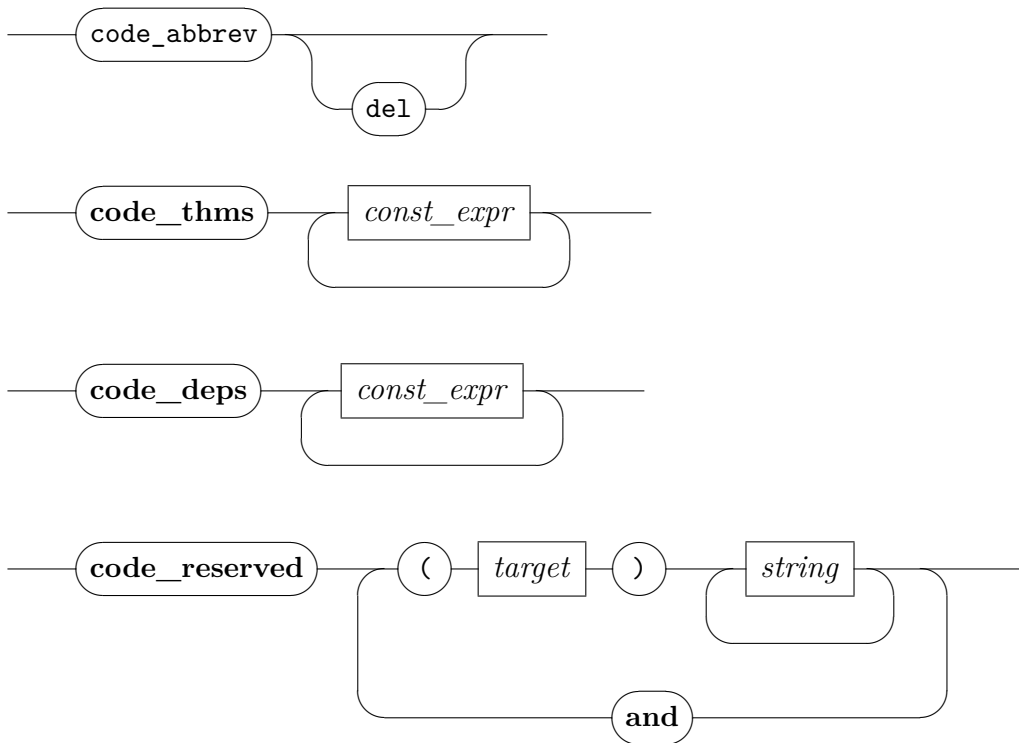 code_abbrev
del
code_thms const_expr
code_deps const_expr
code_reserved ( target ) string
and